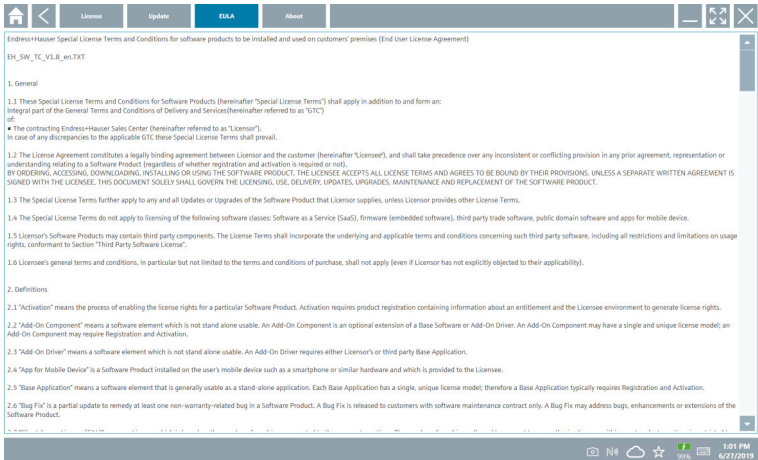 License
Update
EULA
About
Endress+Hauser Special License Terms and Conditions for software products to be installed and used on customers' premises (End User License Agreement)
EH_SW_TC_V1.8_en.TXT
1. General
1.1 These Special License Terms and Conditions for Software Products (hereinafter "Special License Terms") shall apply in addition to and form an:
Integral part of the General Terms and Conditions of Delivery and Services(hereinafter referred to as "GTC")
of:
▪ The contracting Endress+Hauser Sales Center (hereinafter referred to as "Licensor").
In case of any discrepancies to the applicable GTC these Special License Terms shall prevail.
1.2 The License Agreement constitutes a legally binding agreement between Licensor and the customer (hereinafter "Licensee"), and shall take precedence over any inconsistent or conflicting provision in any prior agreement, representation or
understanding relating to a Software Product (regardless of whether registration and activation is required or not).
BY ORDERING, ACCESSING, DOWNLOADING, INSTALLING OR USING THE SOFTWARE PRODUCT, THE LICENSEE ACCEPTS ALL LICENSE TERMS AND AGREES TO BE BOUND BY THEIR PROVISIONS. UNLESS A SEPARATE WRITTEN AGREEMENT IS
SIGNED WITH THE LICENSEE, THIS DOCUMENT SOLELY SHALL GOVERN THE LICENSING, USE, DELIVERY, UPDATES, UPGRADES, MAINTENANCE AND REPLACEMENT OF THE SOFTWARE PRODUCT.
1.3 The Special License Terms further apply to any and all Updates or Upgrades of the Software Product that Licensor supplies, unless Licensor provides other License Terms.
1.4 The Special License Terms do not apply to licensing of the following software classes: Software as a Service (SaaS), firmware (embedded software), third party trade software, public domain software and apps for mobile device.
1.5 Licensor's Software Products may contain third party components. The License Terms shall incorporate the underlying and applicable terms and conditions concerning such third party software, including all restrictions and limitations on usage
rights, conformant to Section "Third Party Software License".
1.6 Licensee's general terms and conditions, in particular but not limited to the terms and conditions of purchase, shall not apply (even if Licensor has not explicitly objected to their applicability).
2. Definitions
2.1 "Activation" means the process of enabling the license rights for a particular Software Product. Activation requires product registration containing information about an entitlement and the Licensee environment to generate license rights.
2.2 "Add-On Component" means a software element which is not stand alone usable. An Add-On Component is an optional extension of a Base Software or Add-On Driver. An Add-On Component may have a single and unique license model; an
Add-On Component may require Registration and Activation.
2.3 "Add-On Driver" means a software element which is not stand alone usable. An Add-On Driver requires either Licensor's or third party Base Application.
2.4 "App for Mobile Device" is a Software Product installed on the user's mobile device such as a smartphone or similar hardware and which is provided to the Licensee.
2.5 "Base Application" means a software element that is generally usable as a stand-alone application. Each Base Application has a single, unique license model; therefore a Base Application typically requires Registration and Activation.
2.6 "Bug Fix" is a partial update to remedy at least one non-warranty-related bug in a Software Product. A Bug Fix is released to customers with software maintenance contract only. A Bug Fix may address bugs, enhancements or extensions of the
Software Product.
99%
1:01 PM
6/27/2019